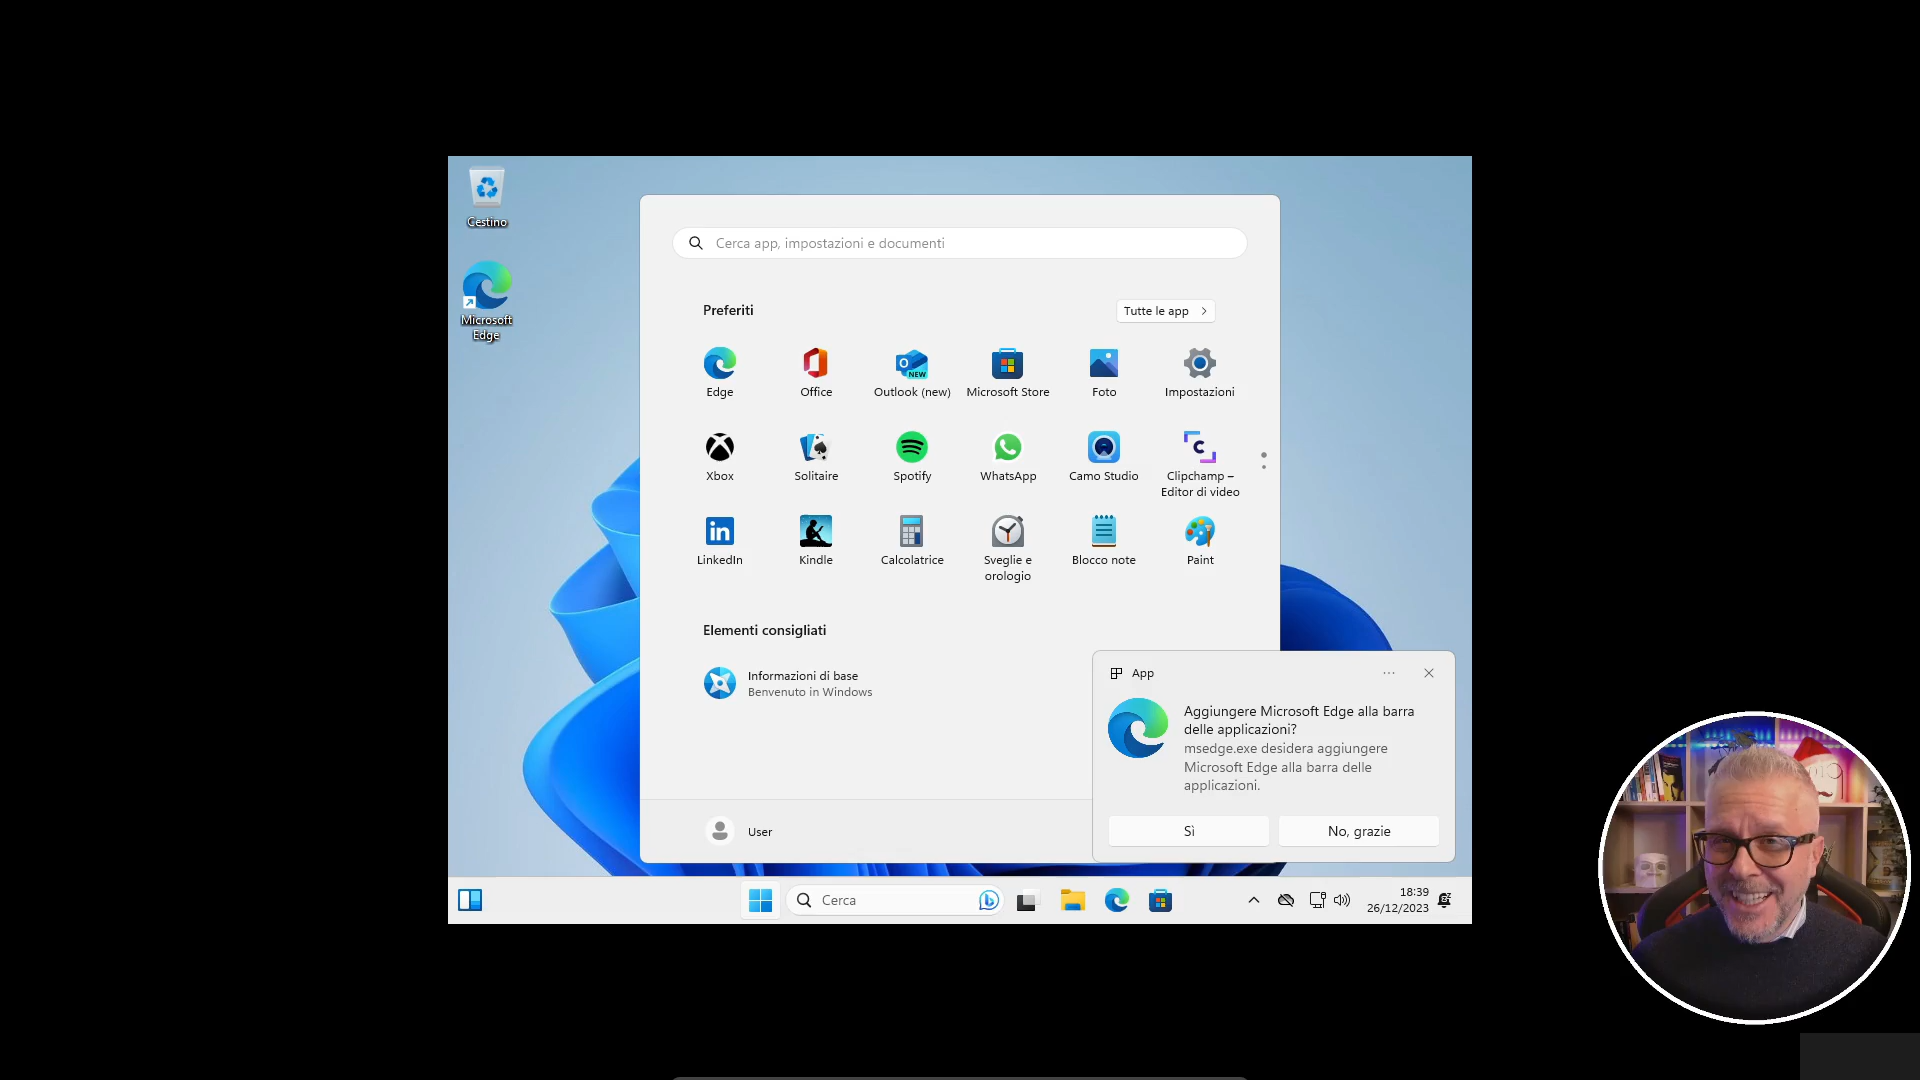 Cestino
Microsoft
Edge
Cerca app, impostazioni e documenti
Preferiti
Tutte le app
Edge
Office
NEW
Outlook (new)
Microsoft Store
Foto
Impostazioni
Xbox
Solitaire
Spotify
WhatsApp
Camo Studio
Clipchamp –
Editor di video
in
LinkedIn
Kindle
Calcolatrice
Sveglie e
orologio
Blocco note
Paint
Elementi consigliati
Informazioni di base
Benvenuto in Windows
User
App
Aggiungere Microsoft Edge alla barra
delle applicazioni?
msedge.exe desidera aggiungere
Microsoft Edge alla barra delle
applicazioni.
Sì
No, grazie
Cerca
18:39
26/12/2023